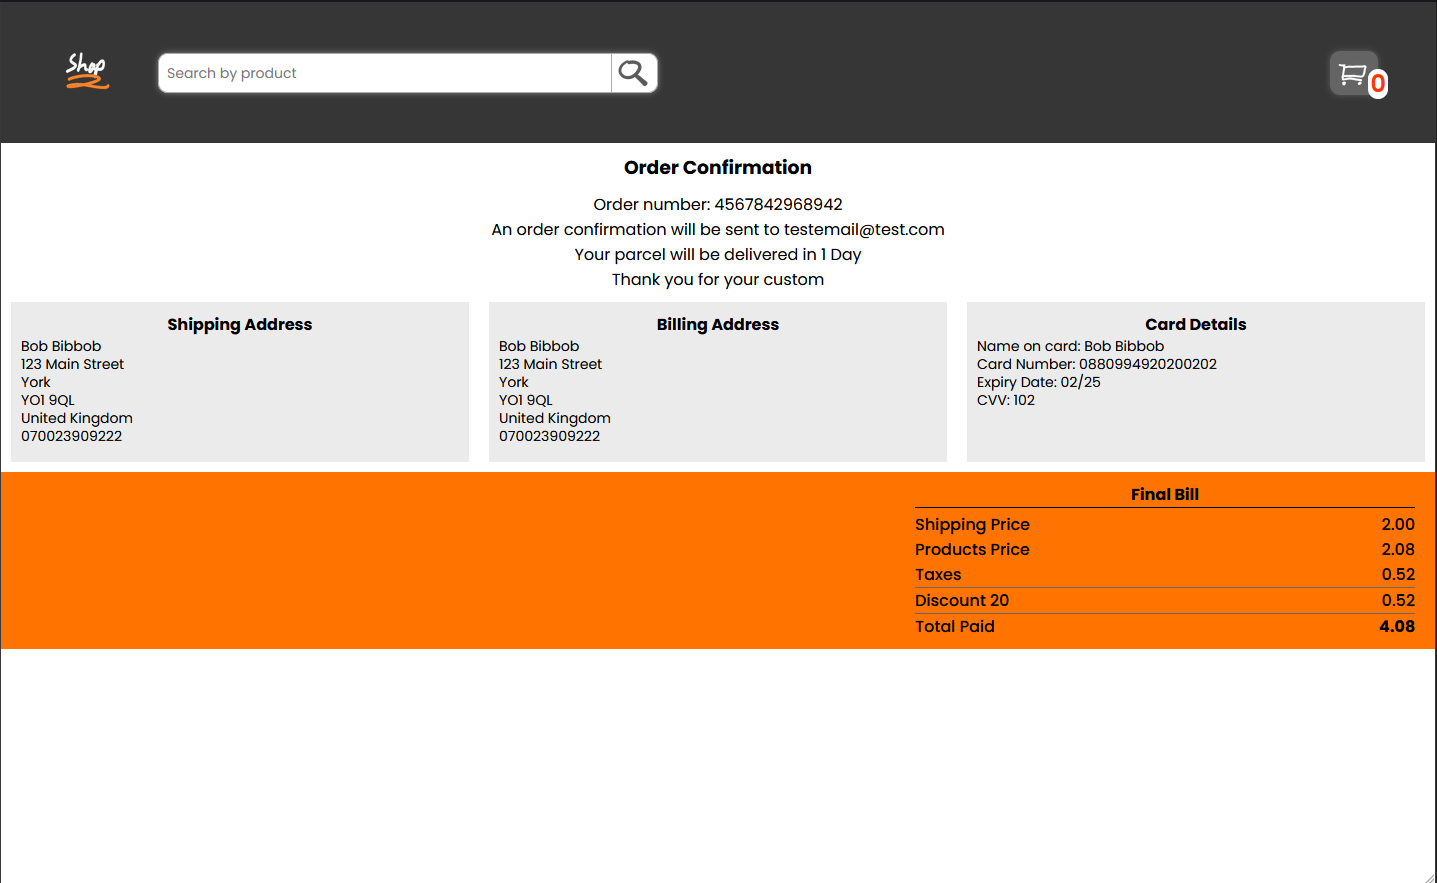 Shop
Search by product
0
Order Confirmation
Order number: 4567842968942
An order confirmation will be sent to testemail@test.com
Your parcel will be delivered in 1 Day
Thank you for your custom
Shipping Address
Bob Bibbob
123 Main Street
York
YO1 9QL
United Kingdom
070023909222
Billing Address
Bob Bibbob
123 Main Street
York
YO1 9QL
United Kingdom
070023909222
Card Details
Name on card: Bob Bibbob
Card Number: 0880994920200202
Expiry Date: 02/25
CVV: 102
Final Bill
Shipping Price 2.00
Products Price 2.08
Taxes 0.52
Discount 20 0.52
Total Paid 4.08